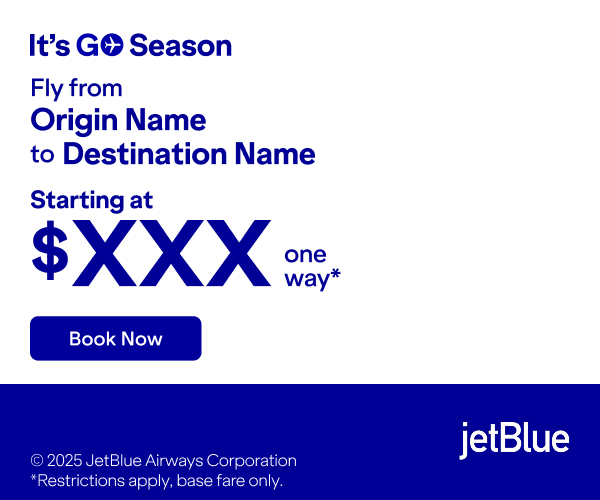 It's GO Season
Fly from
Origin Name
to Destination Name
Starting at
$XXX one way*
Book Now
jetBlue
© 2025 JetBlue Airways Corporation
*Restrictions apply, base fare only.